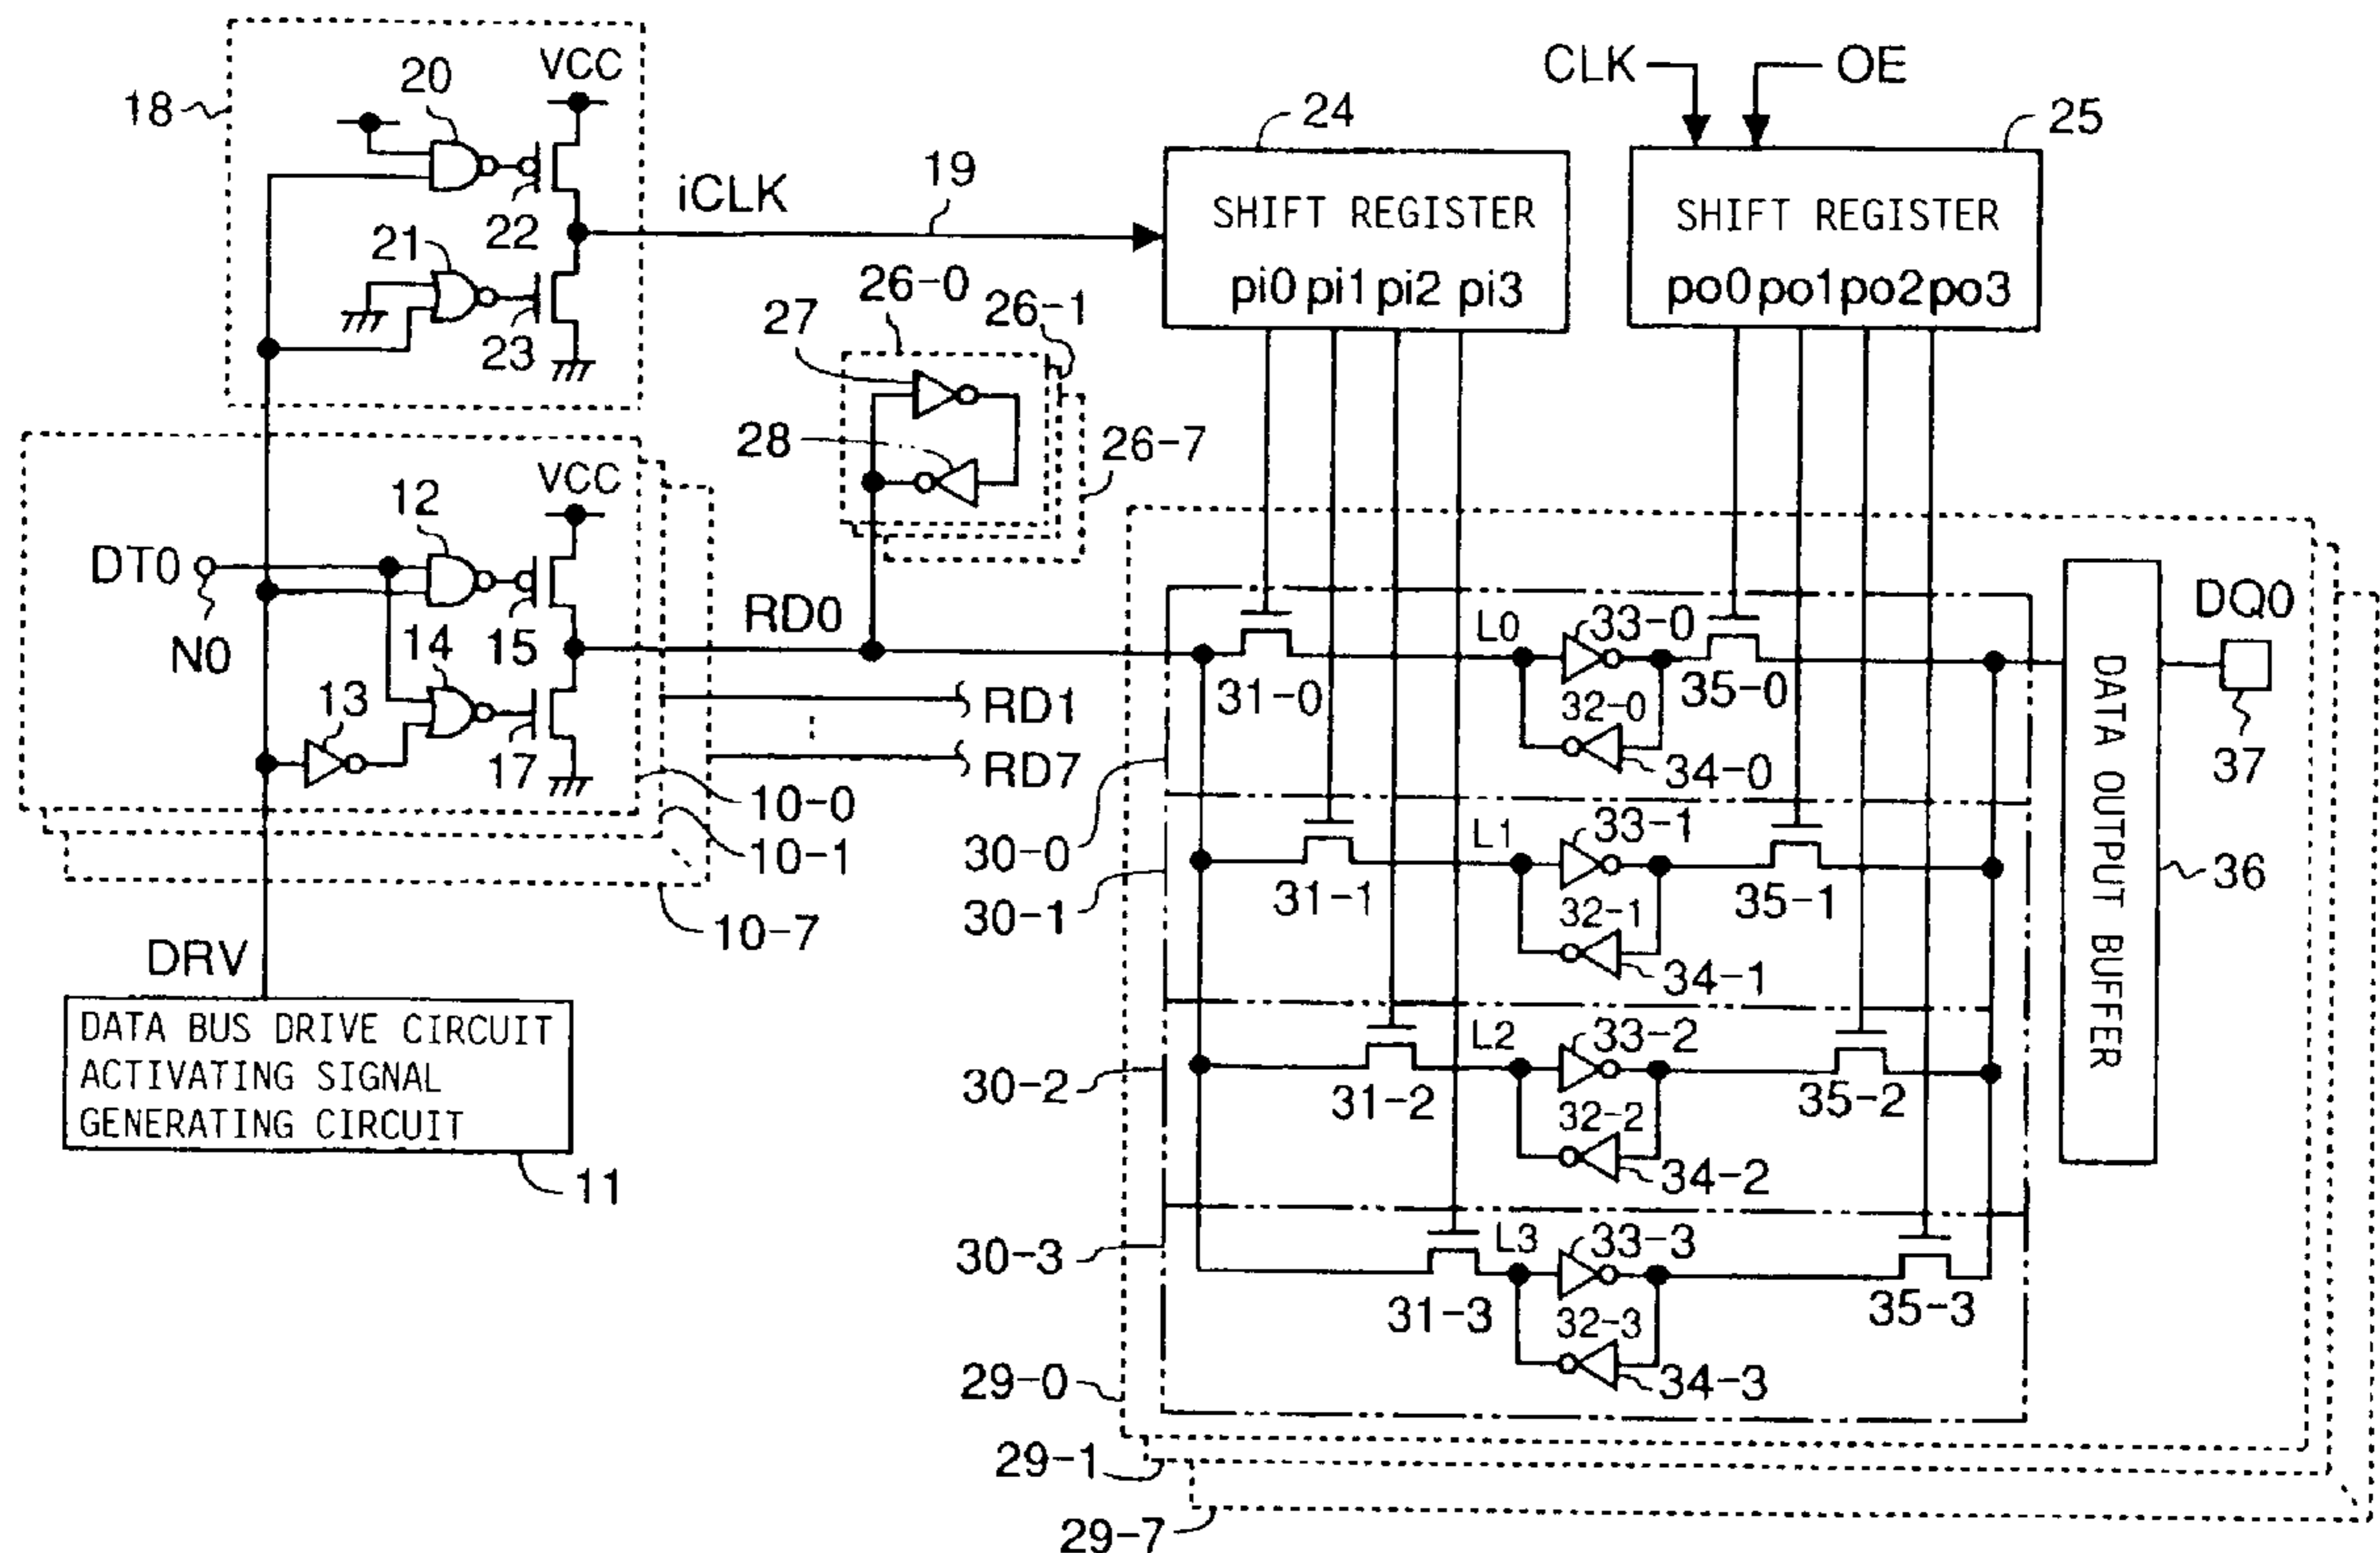 CLK
OE
18
20
VCC
24
25
22
iCLK
19
SHIFT REGISTER
pi0 pi1 pi2 pi3
SHIFT REGISTER
po0 po1 po2 po3
21
23
26-0
26-1
27
28
26-7
VCC
12
DT0
N0
14
15
13
17
RD0
RD1
RD7
10-0
10-1
10-7
DRV
DATA BUS DRIVE CIRCUIT
ACTIVATING SIGNAL
GENERATING CIRCUIT
11
L0
33-0
31-0
32-0
35-0
34-0
30-0
L1
33-1
31-1
32-1
35-1
34-1
30-1
L2
33-2
31-2
32-2
35-2
34-2
30-2
L3
33-3
31-3
32-3
35-3
34-3
30-3
DATA OUTPUT BUFFER
DQ0
37
36
29-0
29-1
29-7